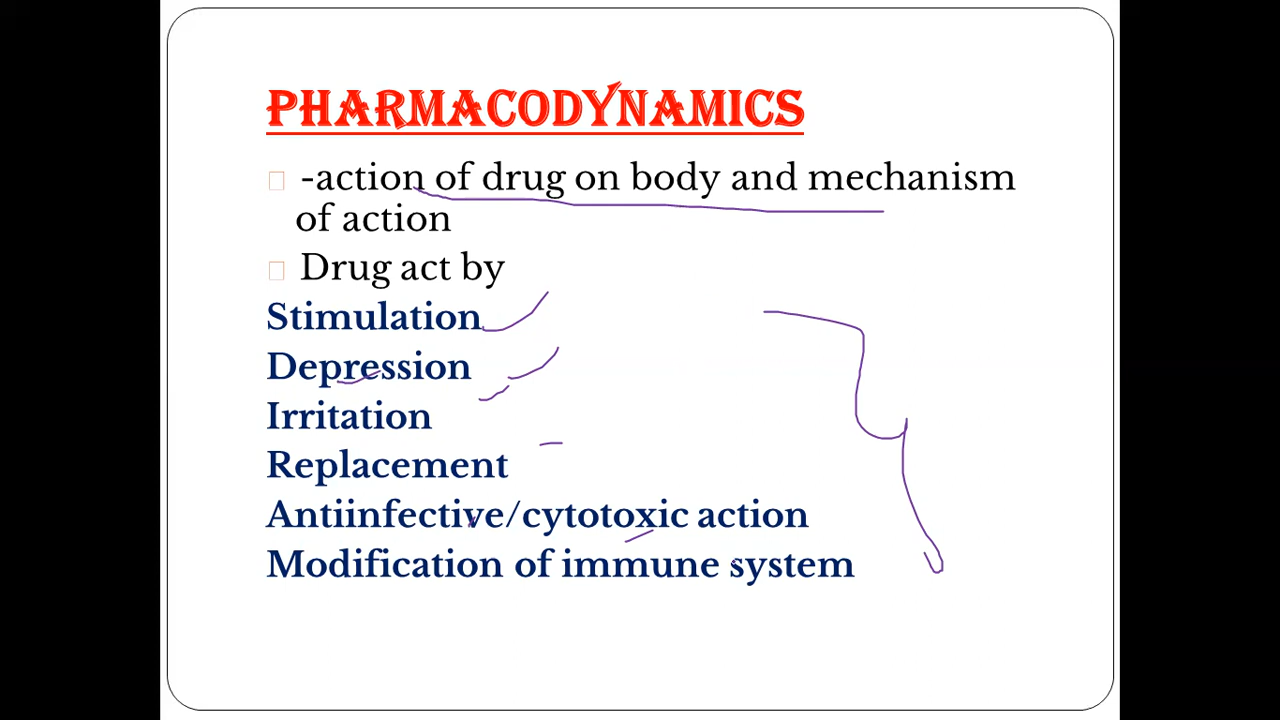 PHARMACODYNAMICS
-action of drug on body and mechanism
of action
Drug act by
Stimulation
Depression
Irritation
Replacement
Antiinfective/cytotoxic action
Modification of immune system